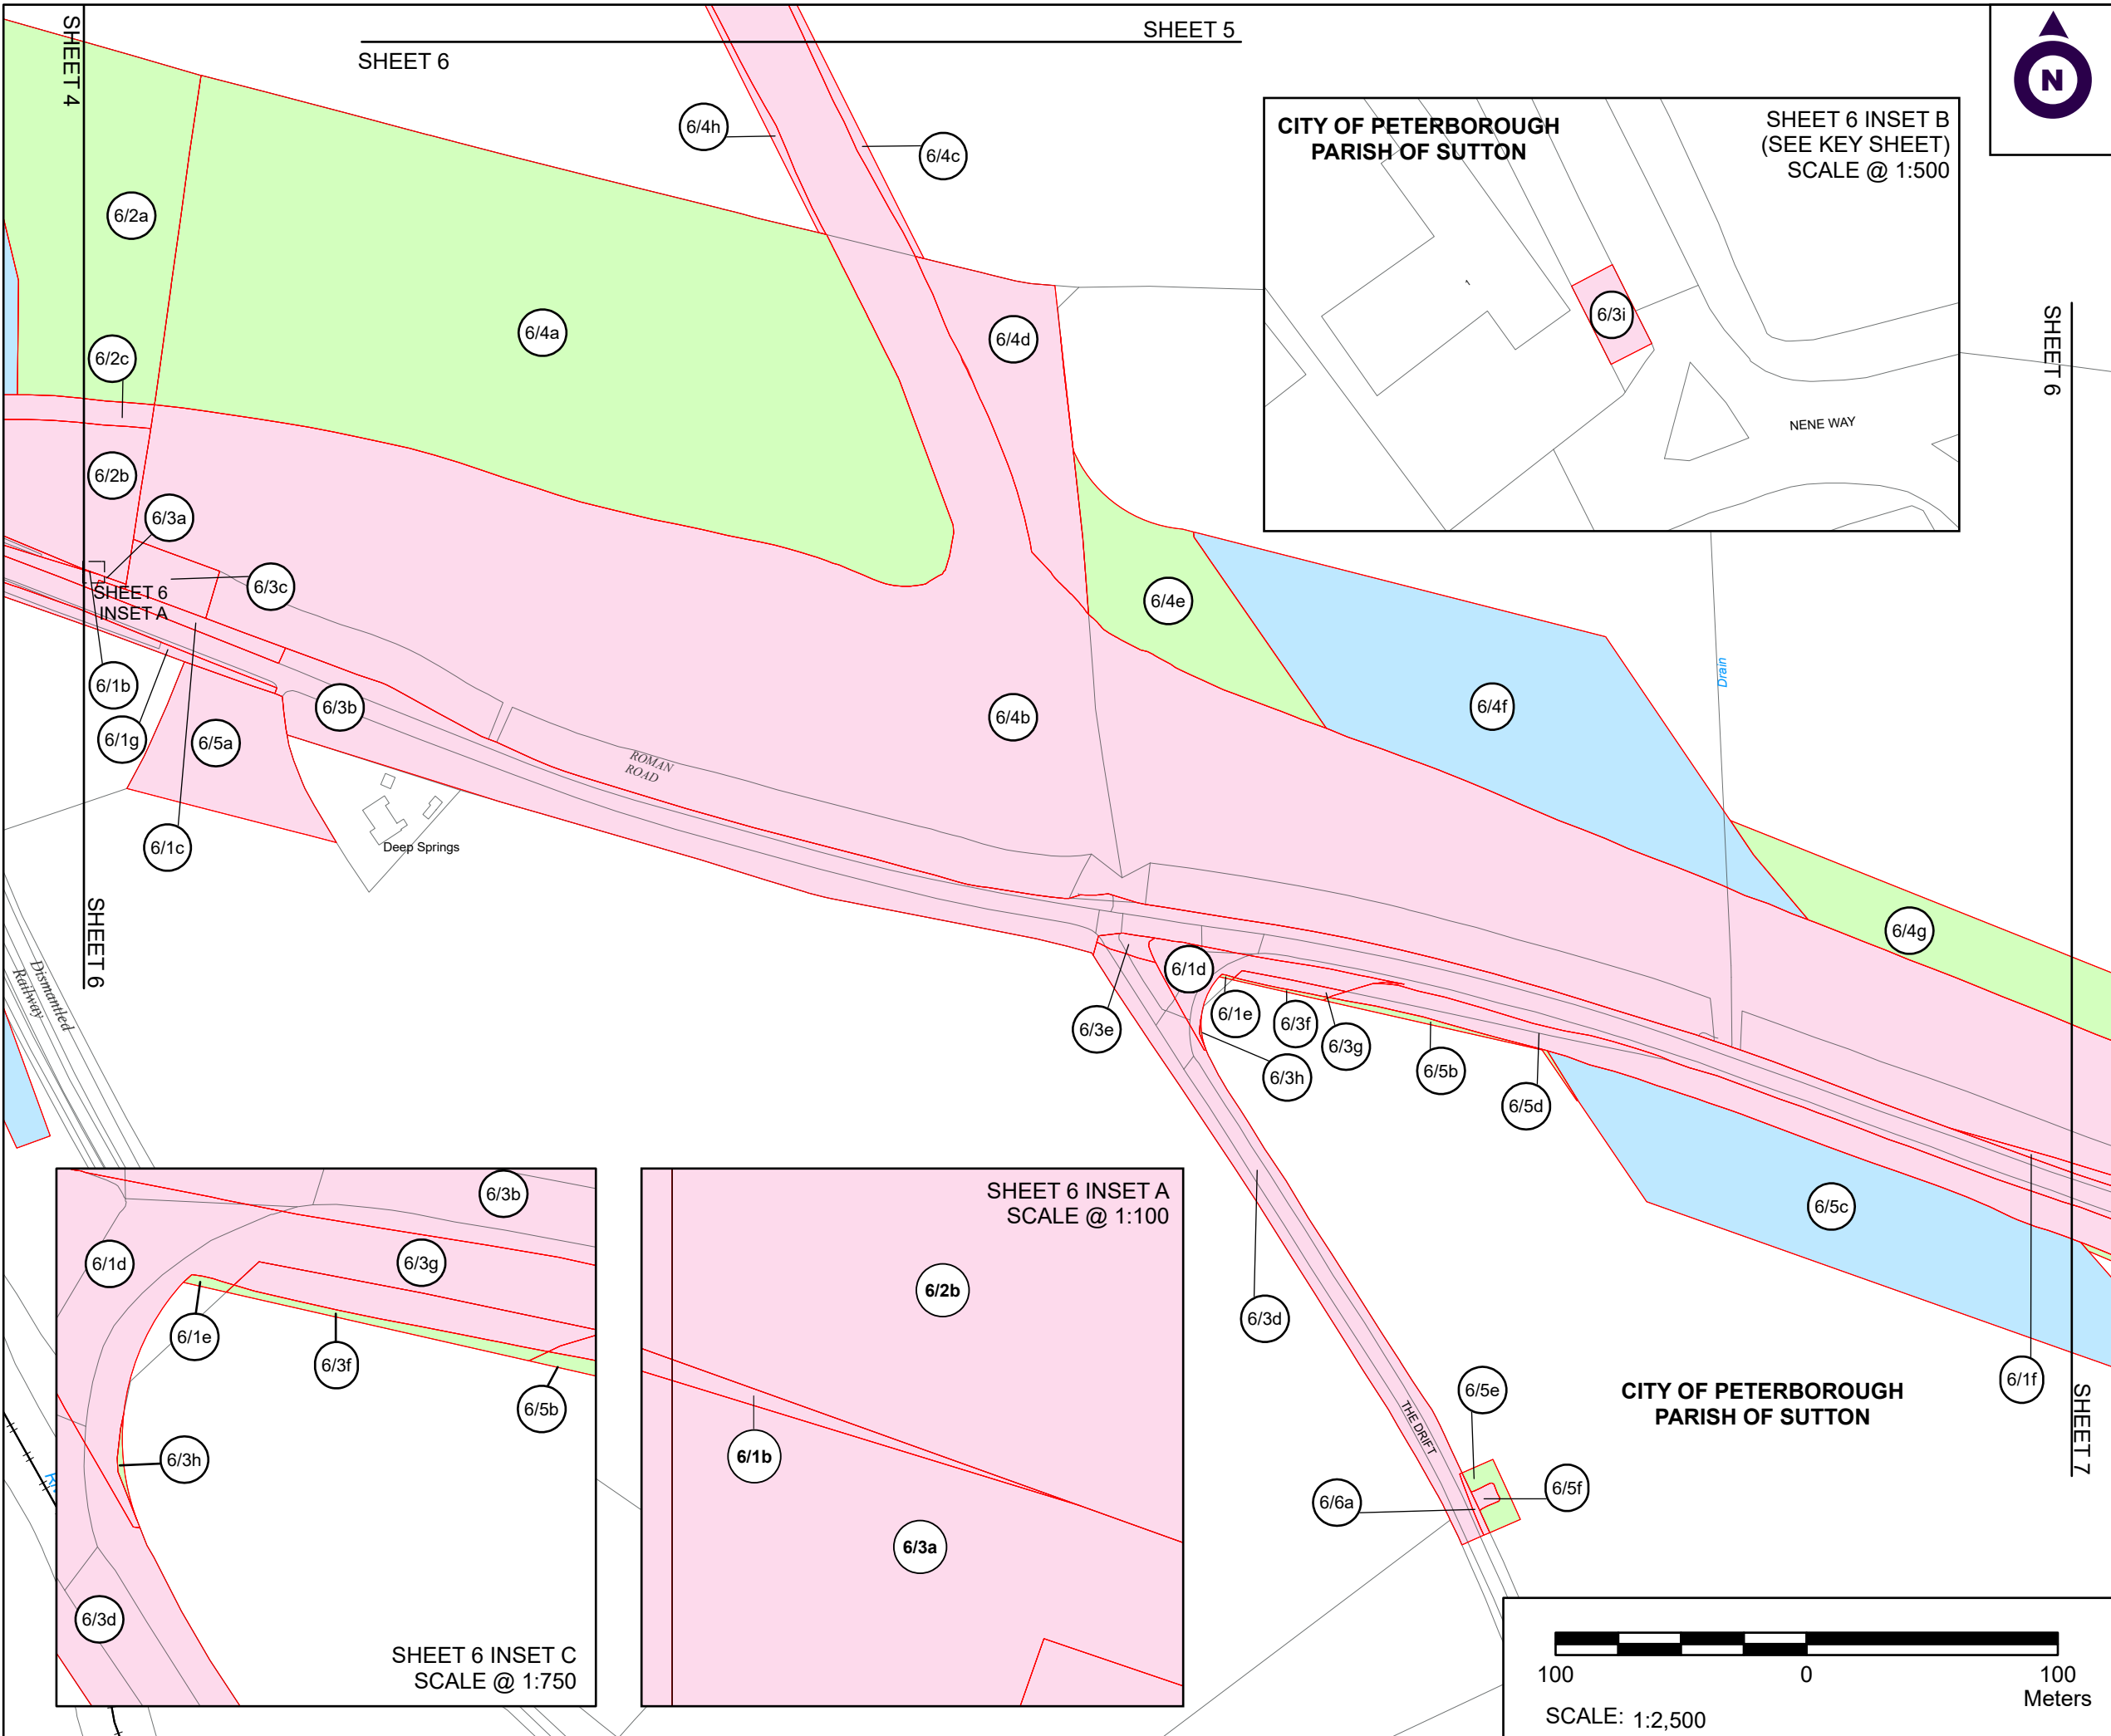 SHEET 4
SHEET 5
SHEET 6
N
6/4h
6/4c
CITY OF PETERBOROUGH
PARISH OF SUTTON
SHEET 6 INSET B
(SEE KEY SHEET)
SCALE @ 1:500
6/3i
NENE WAY
6/2a
6/4a
6/4d
6/2c
SHEET 6
6/2b
6/3a
6/3c
SHEET 6
INSET A
6/4e
6/1b
6/3b
6/1g
6/5a
6/4b
6/4f
Drain
ROMAN
ROAD
6/1c
Deep Springs
SHEET 6
6/4g
Dismantled
Railway
6/1d
6/3e
6/1e
6/3f
6/3g
6/3h
6/5b
6/5d
6/5c
6/3d
6/1f
CITY OF PETERBOROUGH
PARISH OF SUTTON
SHEET 7
6/5e
THE DRIFT
6/6a
6/5f
6/3b
6/1d
6/3g
6/1e
6/3f
6/5b
6/3h
6/3d
SHEET 6 INSET C
SCALE @ 1:750
SHEET 6 INSET A
SCALE @ 1:100
6/2b
6/1b
6/3a
100 0 100
Meters
SCALE: 1:2,500